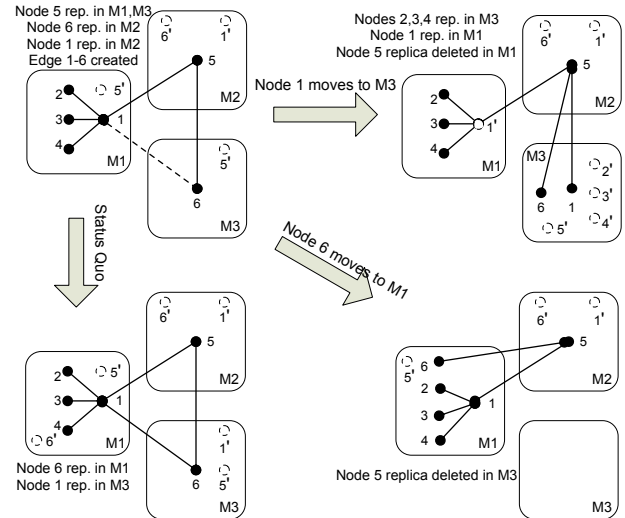 Node 5 rep. in M1,M3
Node 6 rep. in M2
Node 1 rep. in M2
Edge 1-6 created
6'
1'
5
M2
2
5'
3
1
4
M1
5'
6
M3
Node 1 moves to M3
Nodes 2,3,4 rep. in M3
Node 1 rep. in M1
Node 5 replica deleted in M1
6'
1'
5
M2
2
3
1'
4
M1
M3
2'
3'
6
1
4'
5'
Status Quo
Node 6 moves to M1
6'
1'
5
M2
2
5'
3
1
4
6'
M1
1'
5'
6
M3
Node 6 rep. in M1
Node 1 rep. in M3
6'
1'
5
M2
6
5'
2
1
3
4
M1
Node 5 replica deleted in M3
M3